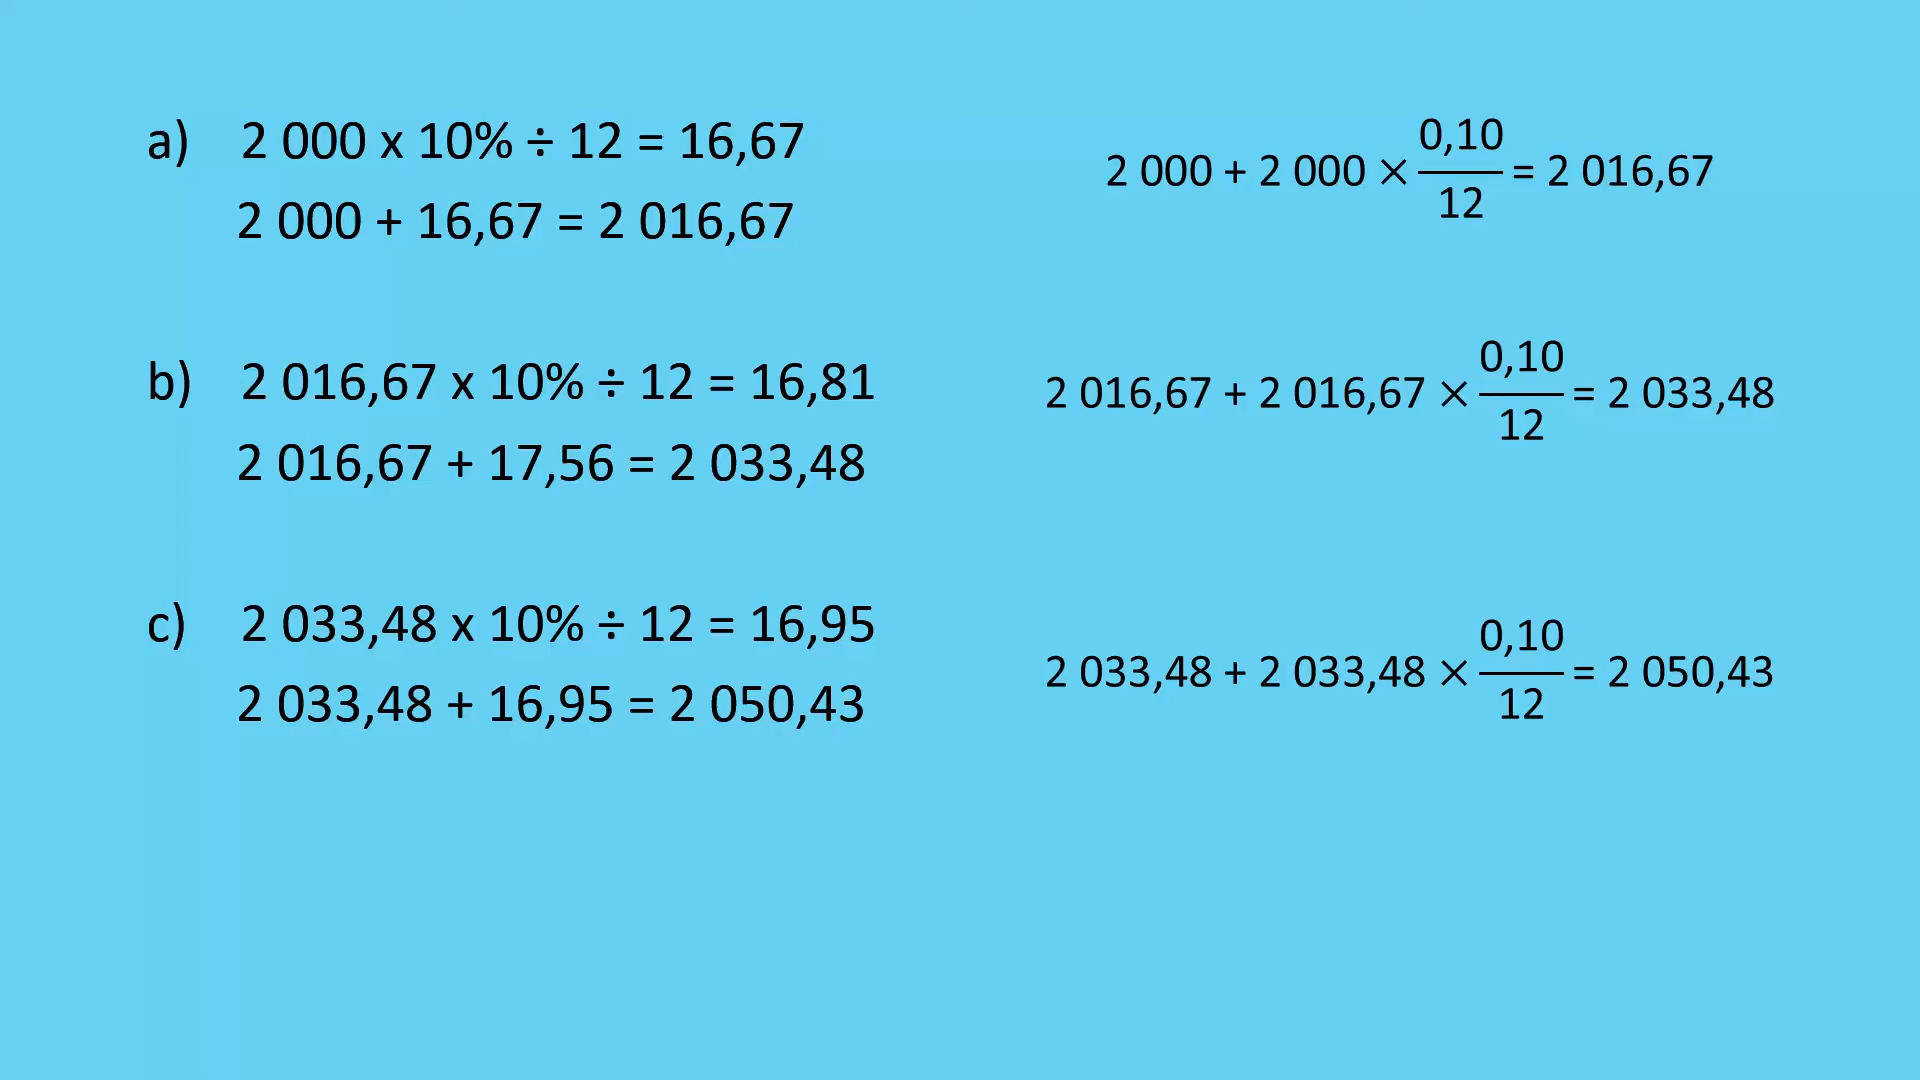 a) 2 000 x 10% ÷ 12 = 16,67
2 000 + 16,67 = 2 016,67
2 000 + 2 000 × 0,10/12 = 2 016,67
b) 2 016,67 x 10% ÷ 12 = 16,81
2 016,67 + 17,56 = 2 033,48
2 016,67 + 2 016,67 × 0,10/12 = 2 033,48
c) 2 033,48 x 10% ÷ 12 = 16,95
2 033,48 + 16,95 = 2 050,43
2 033,48 + 2 033,48 × 0,10/12 = 2 050,43